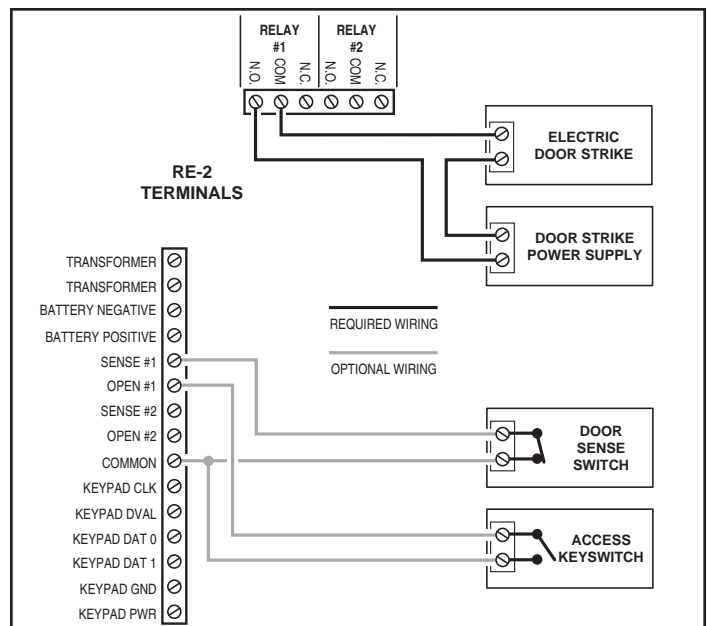 RELAY
#1
RELAY
#2
N.O.
COM
N.C.
N.O.
COM
N.C.
ELECTRIC
DOOR STRIKE
RE-2
TERMINALS
DOOR STRIKE
POWER SUPPLY
TRANSFORMER
TRANSFORMER
BATTERY NEGATIVE
BATTERY POSITIVE
SENSE #1
OPEN #1
SENSE #2
OPEN #2
COMMON
KEYPAD CLK
KEYPAD DVAL
KEYPAD DAT 0
KEYPAD DAT 1
KEYPAD GND
KEYPAD PWR
REQUIRED WIRING
OPTIONAL WIRING
DOOR
SENSE
SWITCH
ACCESS
KEYSWITCH